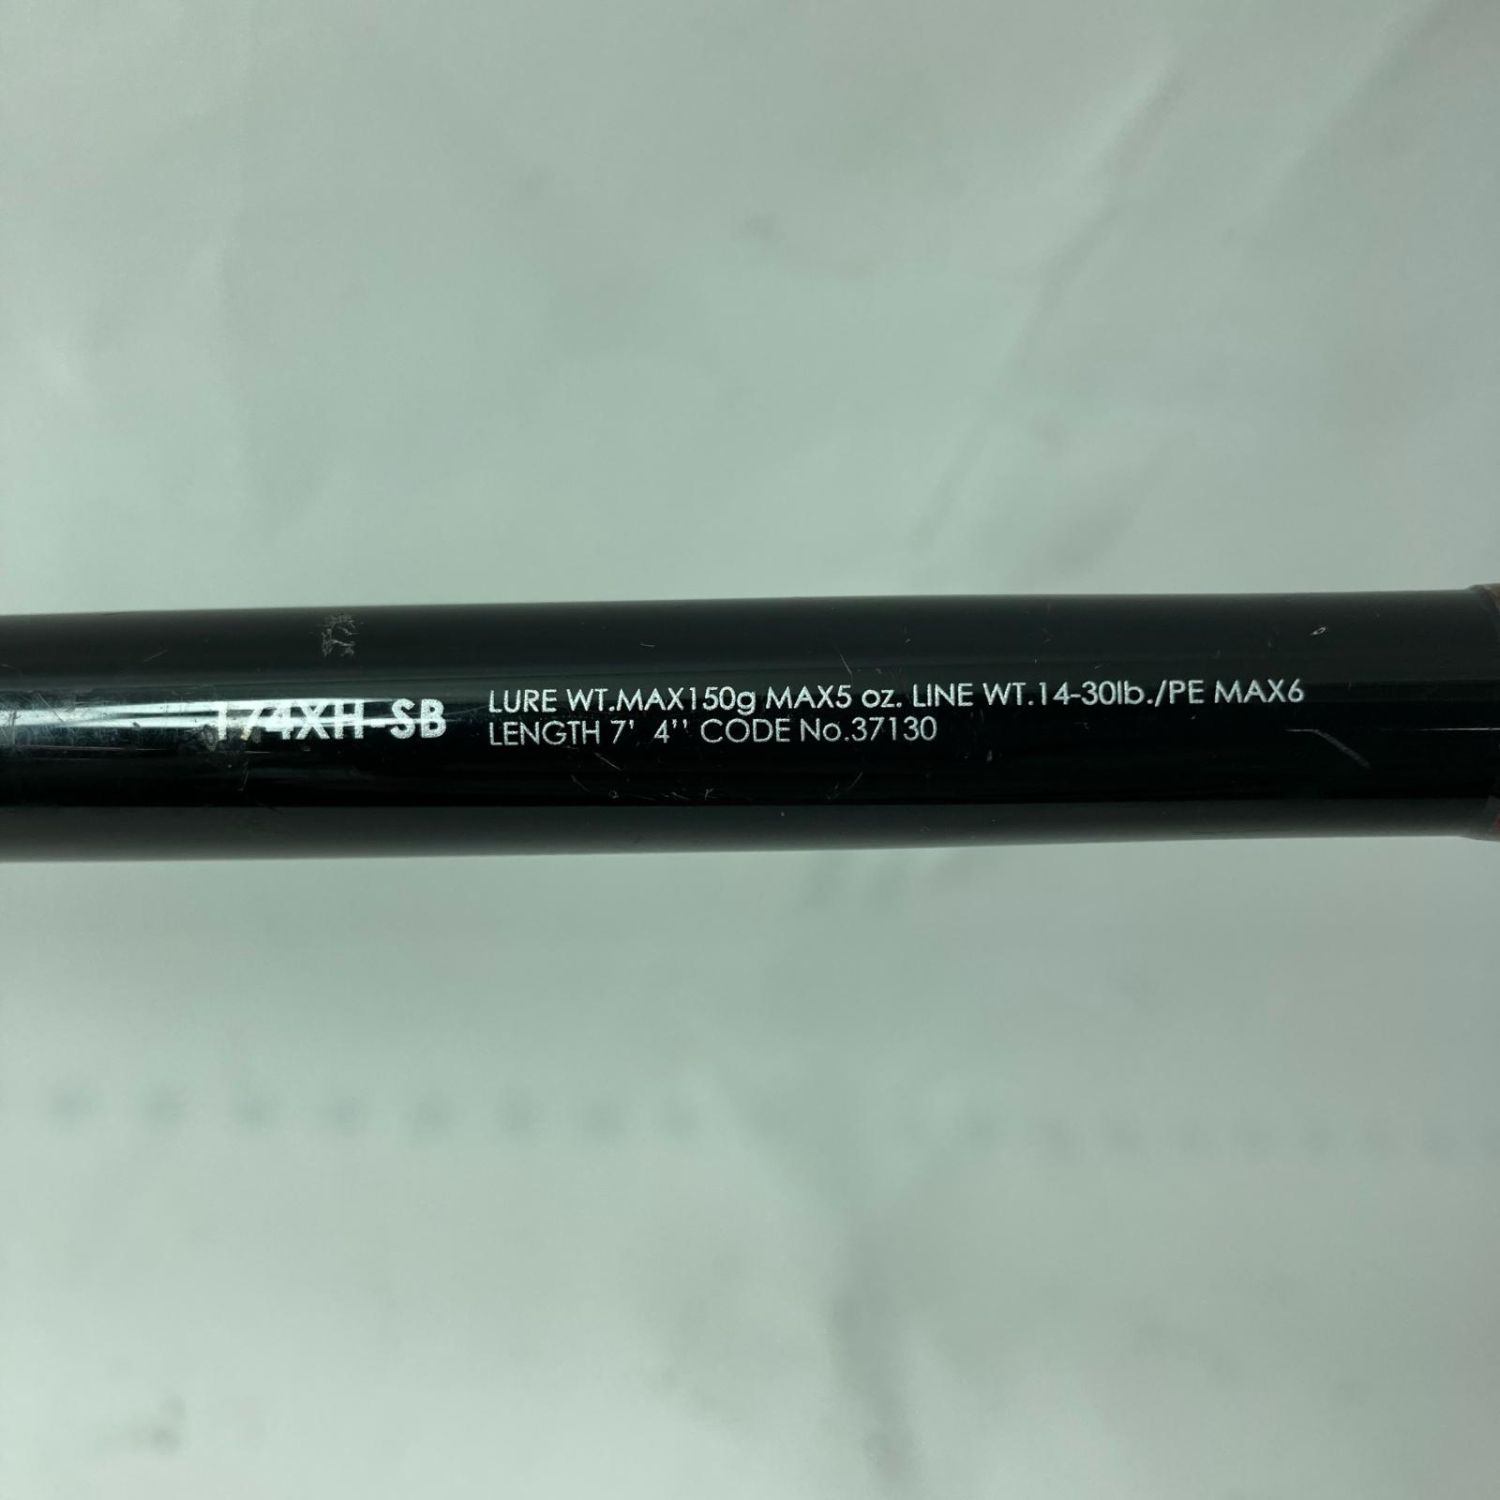 174XH-SB
LURE WT.MAX150g MAX5 oz. LINE WT.14-30lb./PE MAX6
LENGTH 7' 4'' CODE No.37130